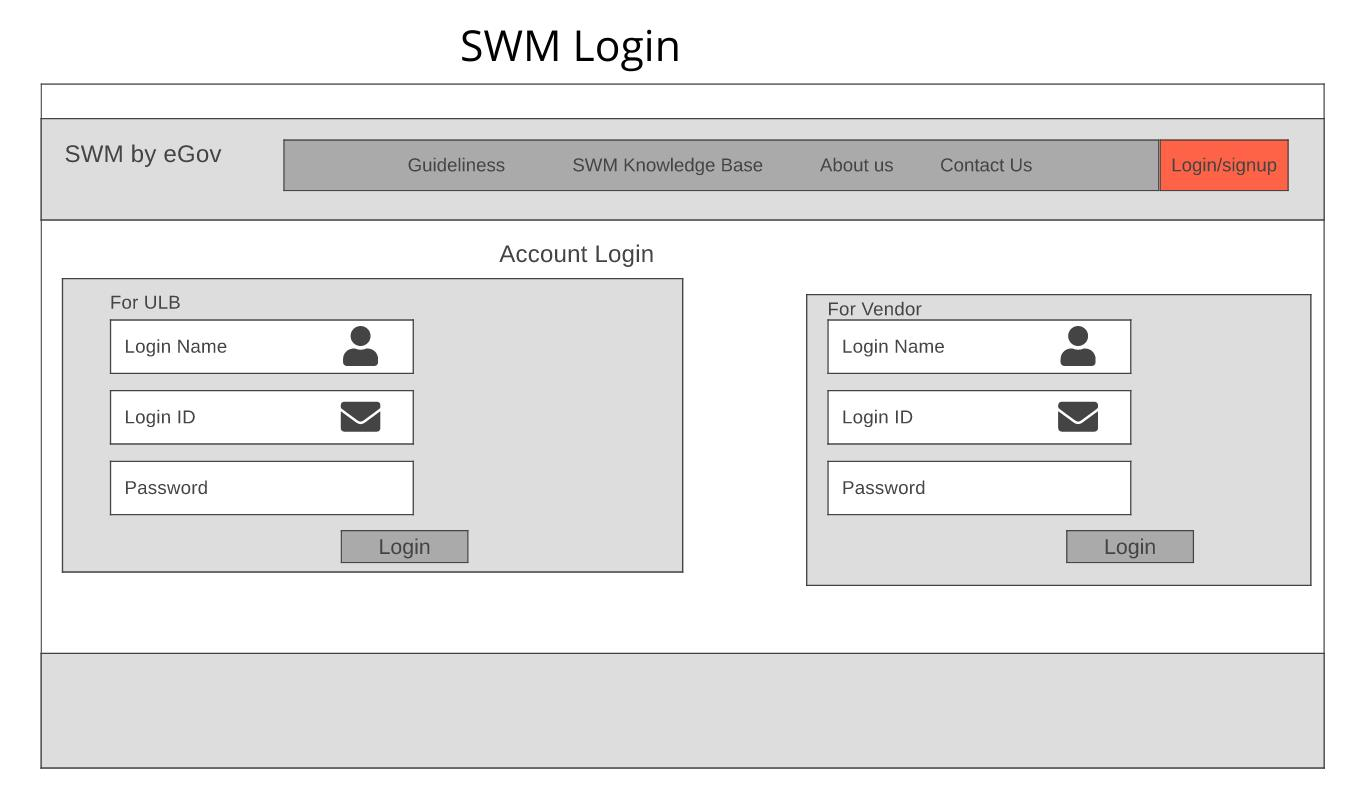 SWM Login
SWM by eGov
Guideliness
SWM Knowledge Base
About us
Contact Us
Login/signup
Account Login
For ULB
Login Name
Login ID
Password
Login
For Vendor
Login Name
Login ID
Password
Login